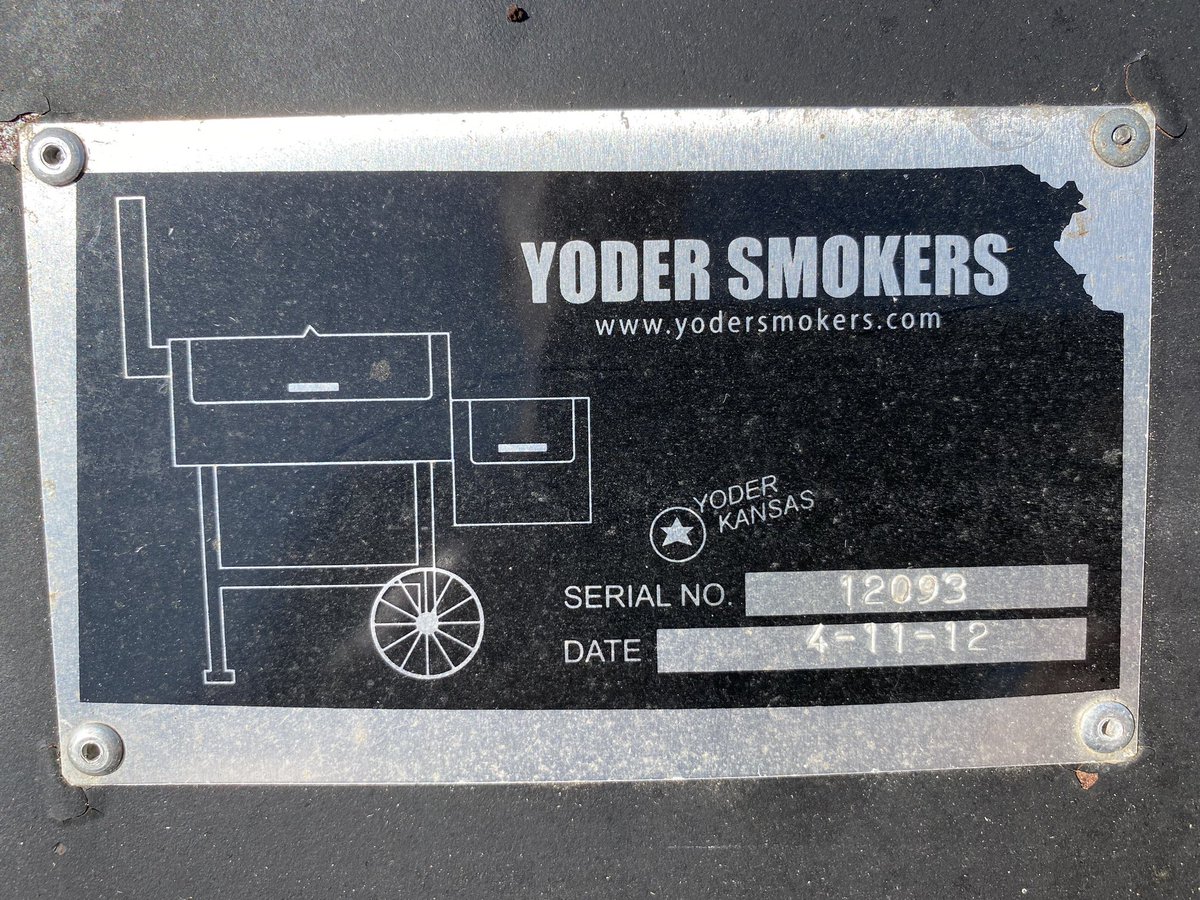 YODER SMOKERS
www.yodersmokers.com
YODER
KANSAS
SERIAL NO. 12093
DATE 4-11-12